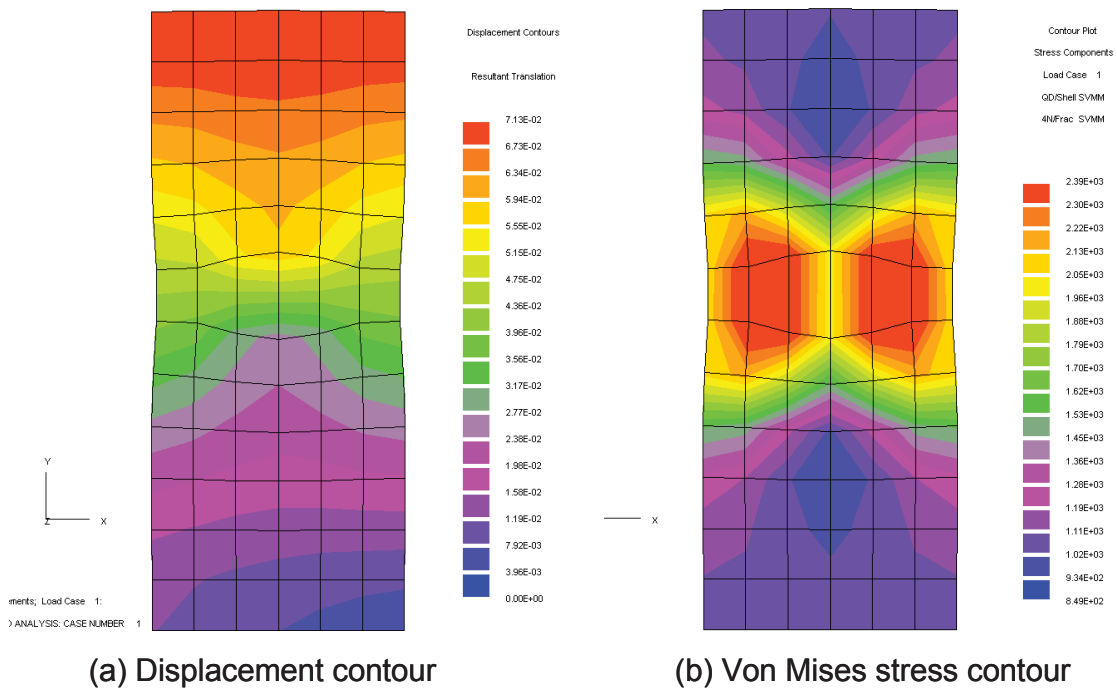 Displacement Contours
Resultant Translation
7.13E-02
6.73E-02
6.34E-02
5.94E-02
5.55E-02
5.15E-02
4.75E-02
4.36E-02
3.96E-02
3.56E-02
3.17E-02
2.77E-02
2.38E-02
1.98E-02
1.58E-02
1.19E-02
7.92E-03
3.96E-03
0.00E+00
Y
Z
X
ments; Load Case 1:
) ANALYSIS: CASE NUMBER 1
(a) Displacement contour
Contour Plot
Stress Components
Load Case 1
QD/Shell SVMM
4N/Frac SVMM
2.39E+03
2.30E+03
2.22E+03
2.13E+03
2.05E+03
1.96E+03
1.88E+03
1.79E+03
1.70E+03
1.62E+03
1.53E+03
1.45E+03
1.36E+03
1.28E+03
1.19E+03
1.11E+03
1.02E+03
9.34E+02
8.49E+02
X
(b) Von Mises stress contour